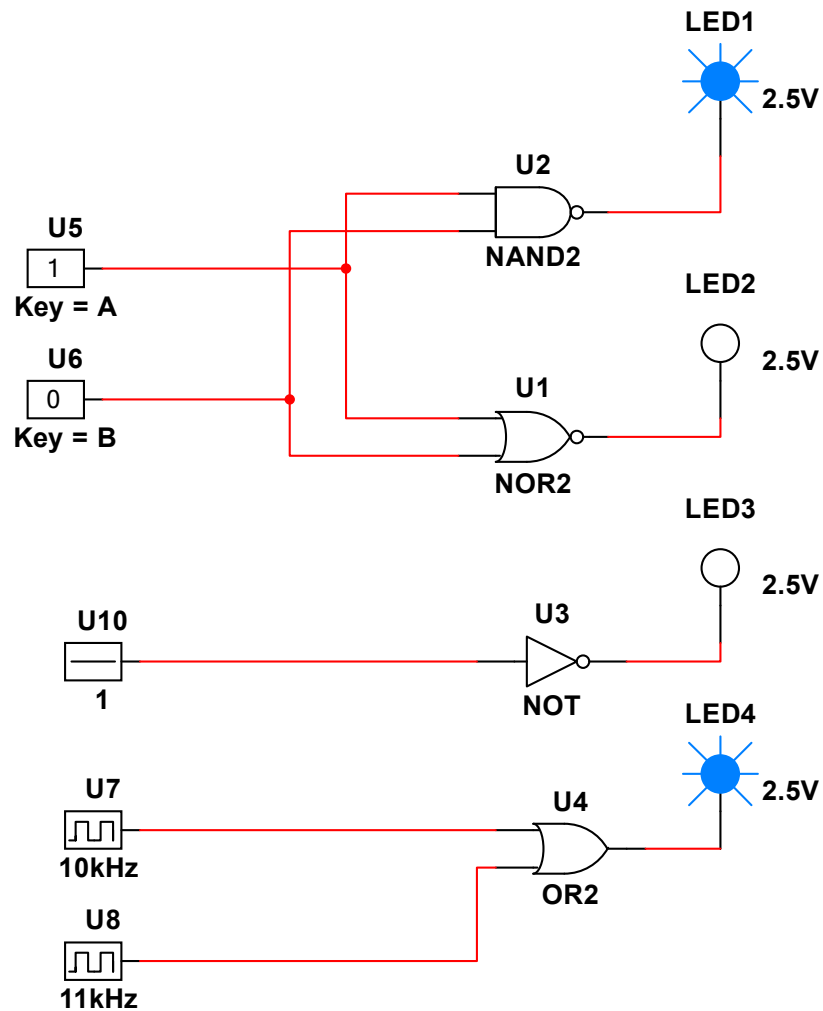 LED1
2.5V
U2
NAND2
U5
1
Key = A
LED2
2.5V
U6
0
Key = B
U1
NOR2
LED3
2.5V
U10
1
U3
NOT
LED4
2.5V
U7
10kHz
U4
OR2
U8
11kHz